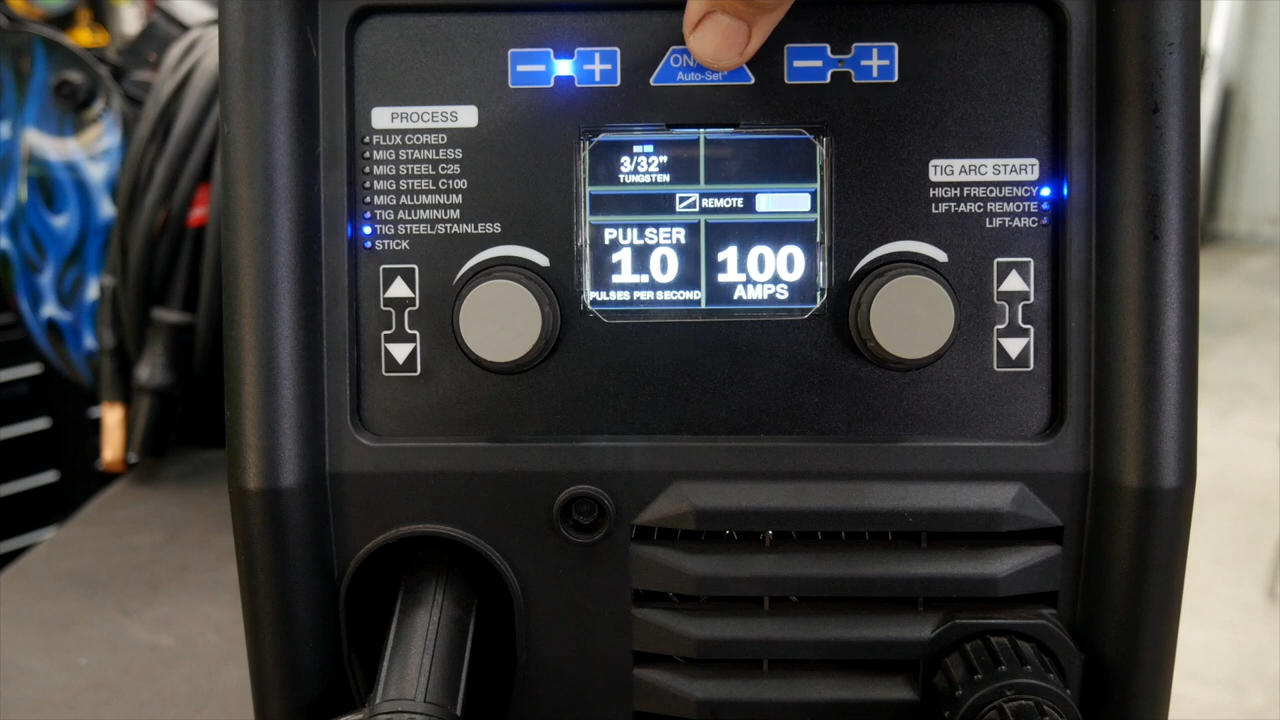 ON/
Auto-Set™
PROCESS
FLUX CORED
MIG STAINLESS
MIG STEEL C25
MIG STEEL C100
MIG ALUMINUM
TIG ALUMINUM
TIG STEEL/STAINLESS
STICK
3/32"
TUNGSTEN
REMOTE
PULSER
1.0
PULSES PER SECOND
100
AMPS
TIG ARC START
HIGH FREQUENCY
LIFT-ARC REMOTE
LIFT-ARC